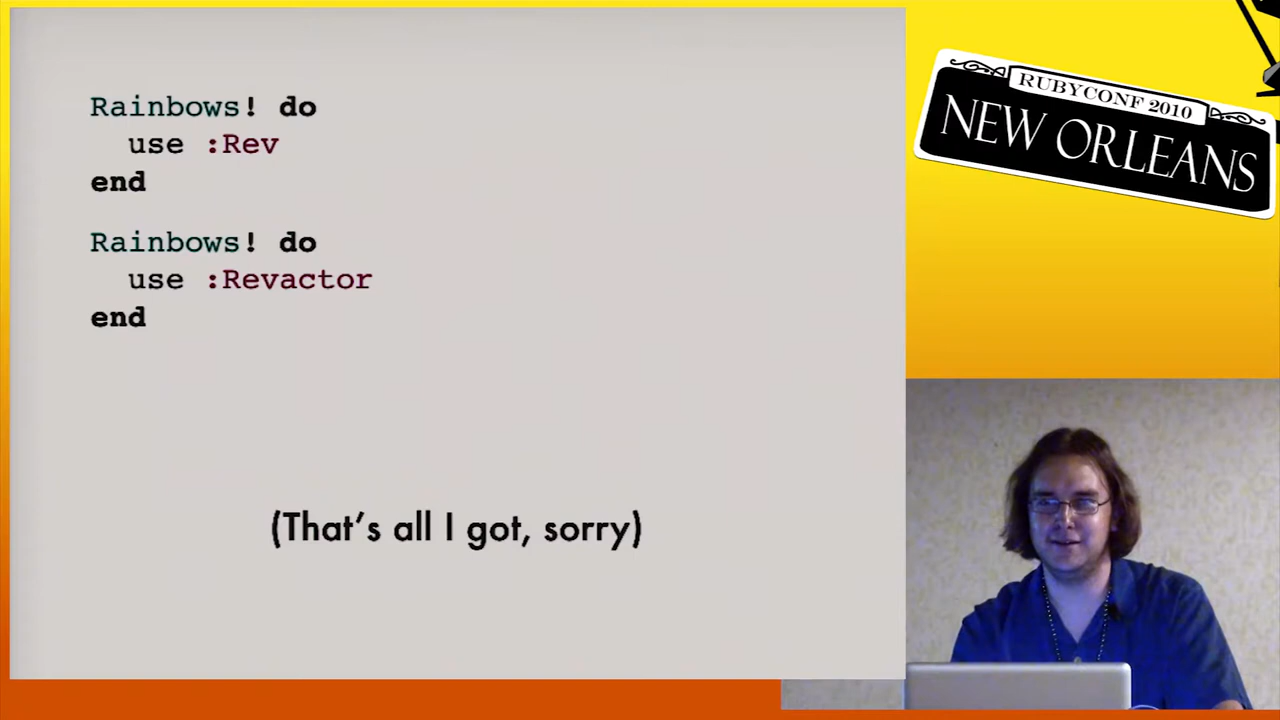 Rainbows! do
  use :Rev
end
Rainbows! do
  use :Revactor
end
(That's all I got, sorry)
RUBYCONF 2010
NEW ORLEANS